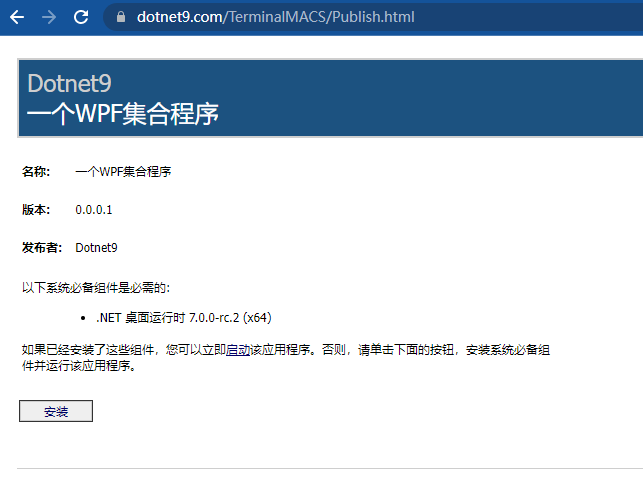 dotnet9.com/TerminalMACS/Publish.html
Dotnet9
一个WPF集合程序
名称: 一个WPF集合程序
版本: 0.0.0.1
发布者: Dotnet9
以下系统必备组件是必需的:
• .NET 桌面运行时 7.0.0-rc.2 (x64)
如果已经安装了这些组件，您可以立即启动该应用程序。否则，请单击下面的按钮，安装系统必备组
件并运行该应用程序。
安装